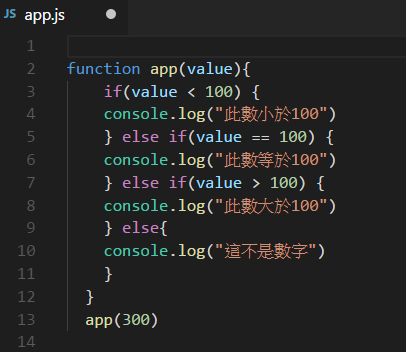 JS app.js
1
2 function app(value){
3 if(value < 100) {
4 console.log("此數小於100")
5 } else if(value == 100) {
6 console.log("此數等於100")
7 } else if(value > 100) {
8 console.log("此數大於100")
9 } else{
10 console.log("這不是數字")
11 }
12 }
13 app(300)
14